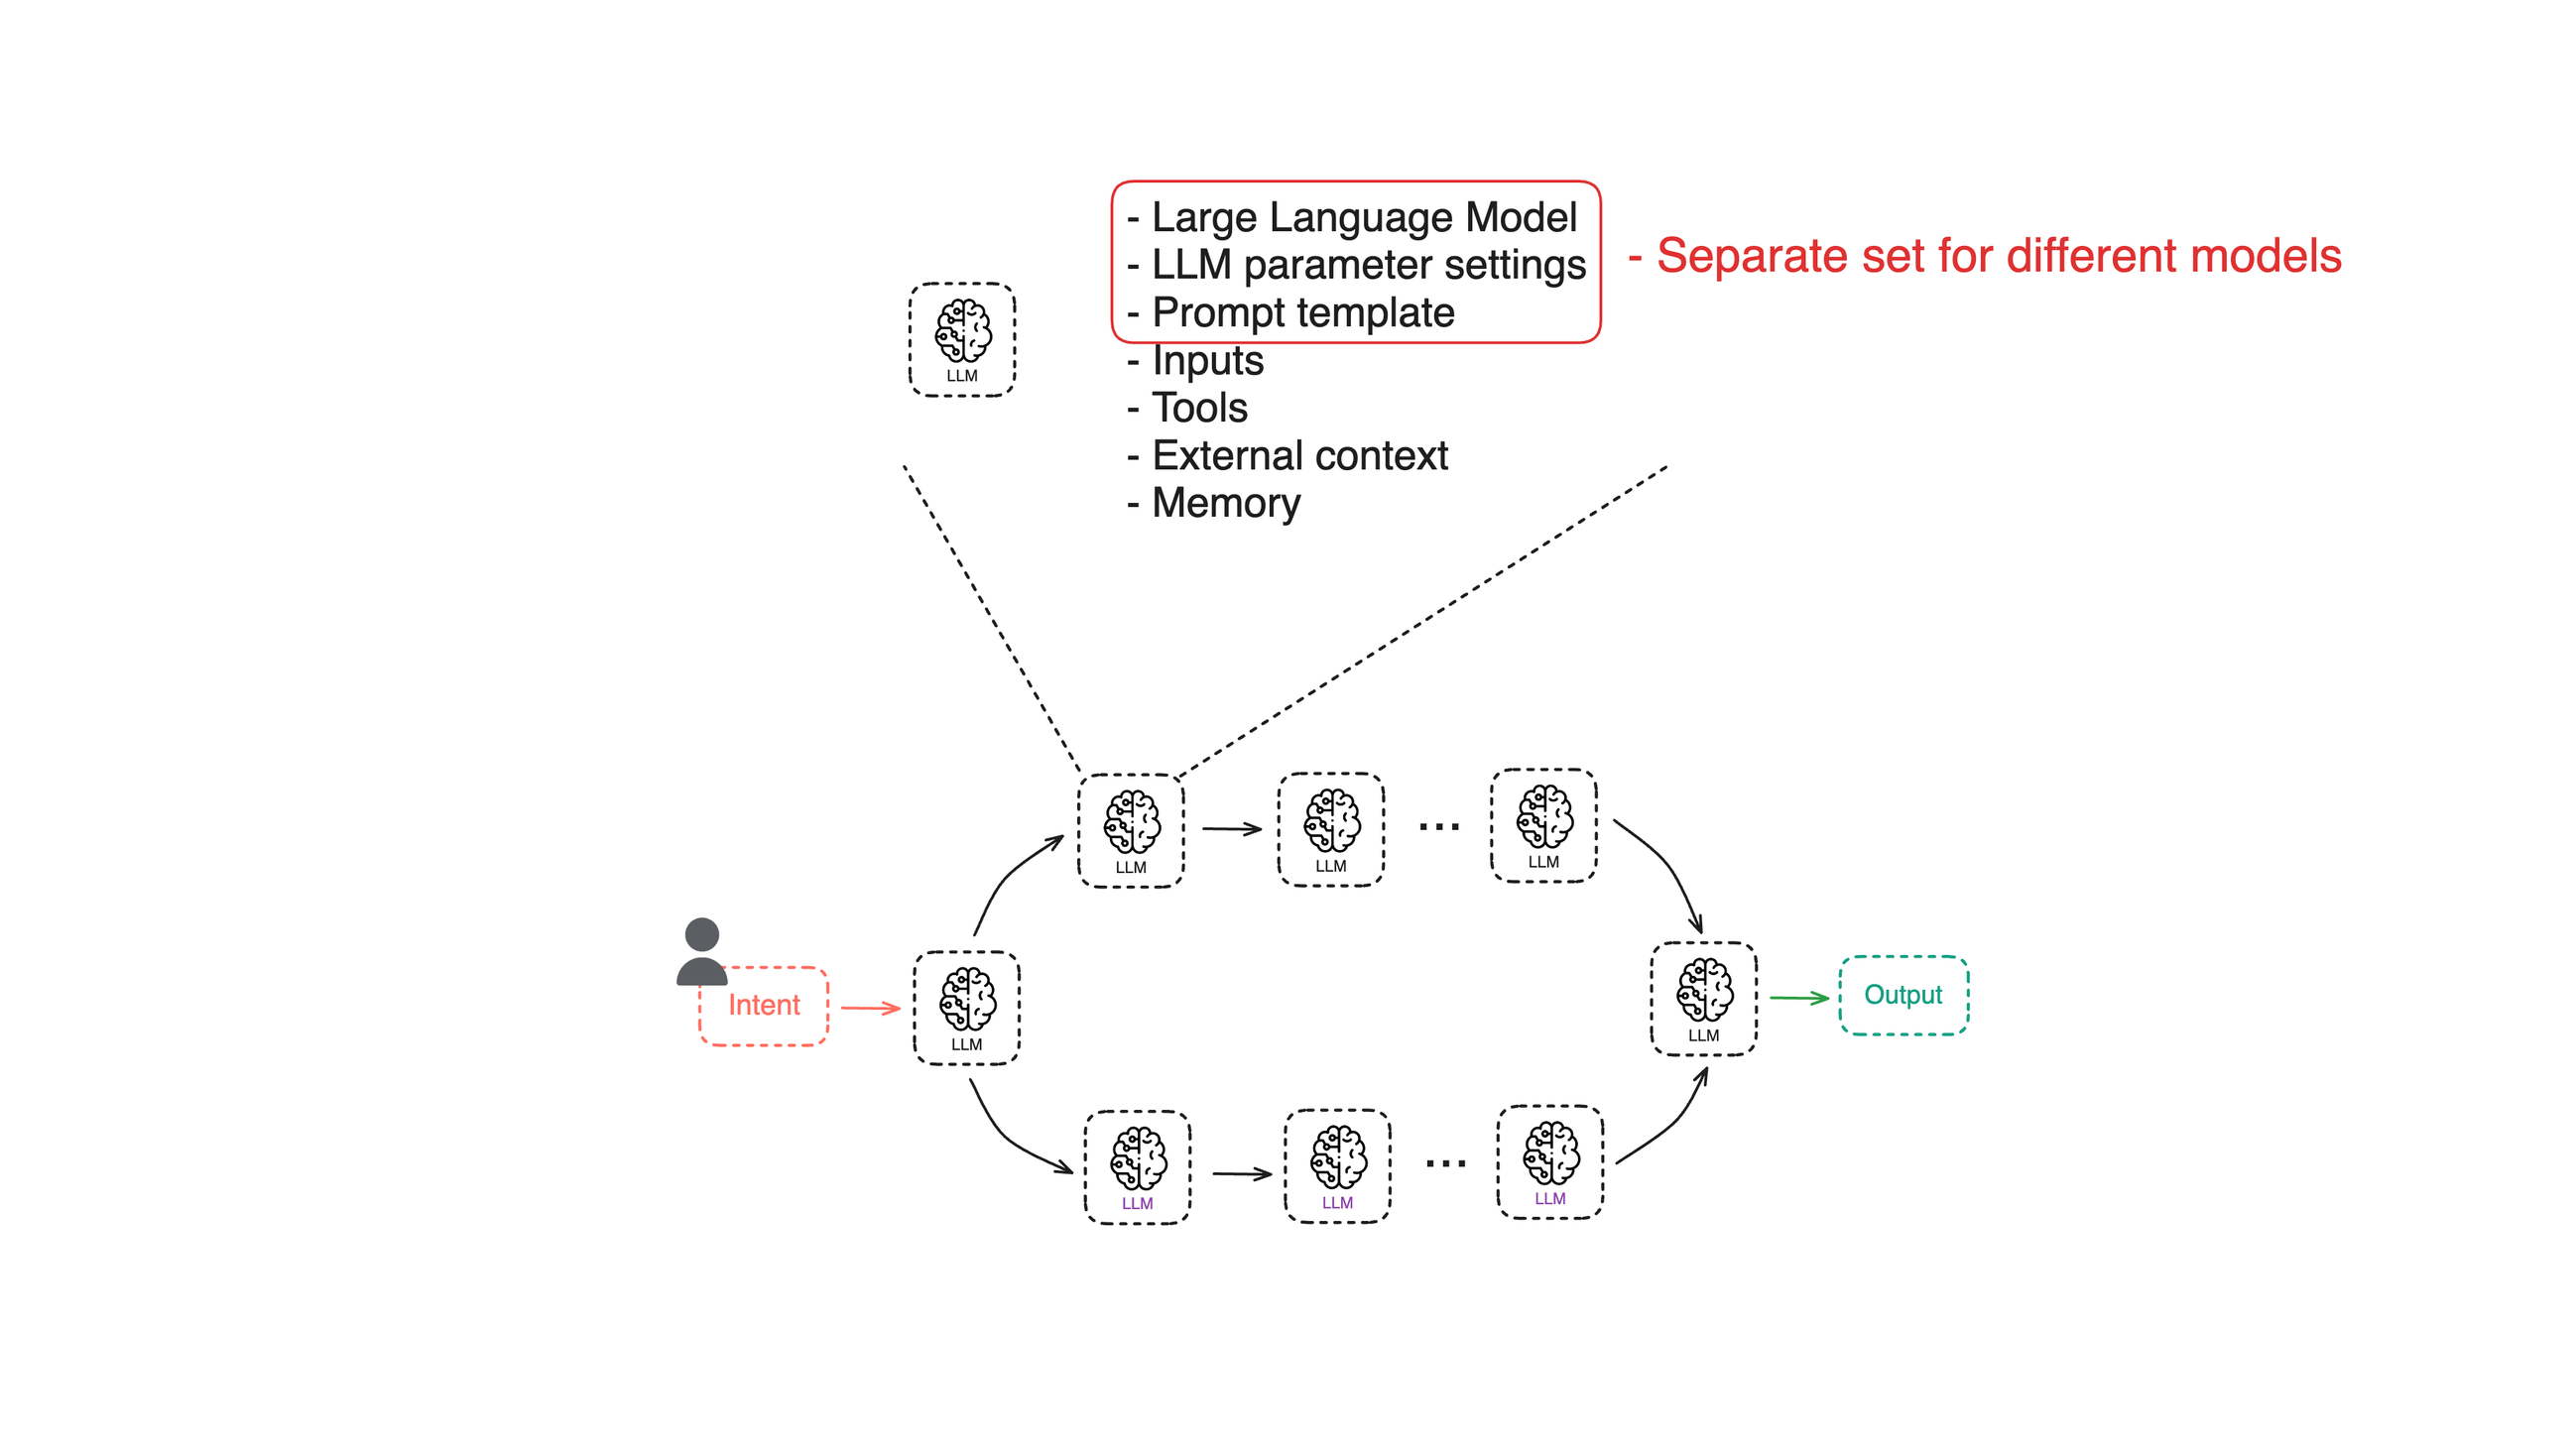 - Large Language Model
- LLM parameter settings
- Prompt template
- Inputs
- Tools
- External context
- Memory
- Separate set for different models
LLM
LLM
LLM
...
LLM
Intent
LLM
LLM
Output
LLM
LLM
...
LLM